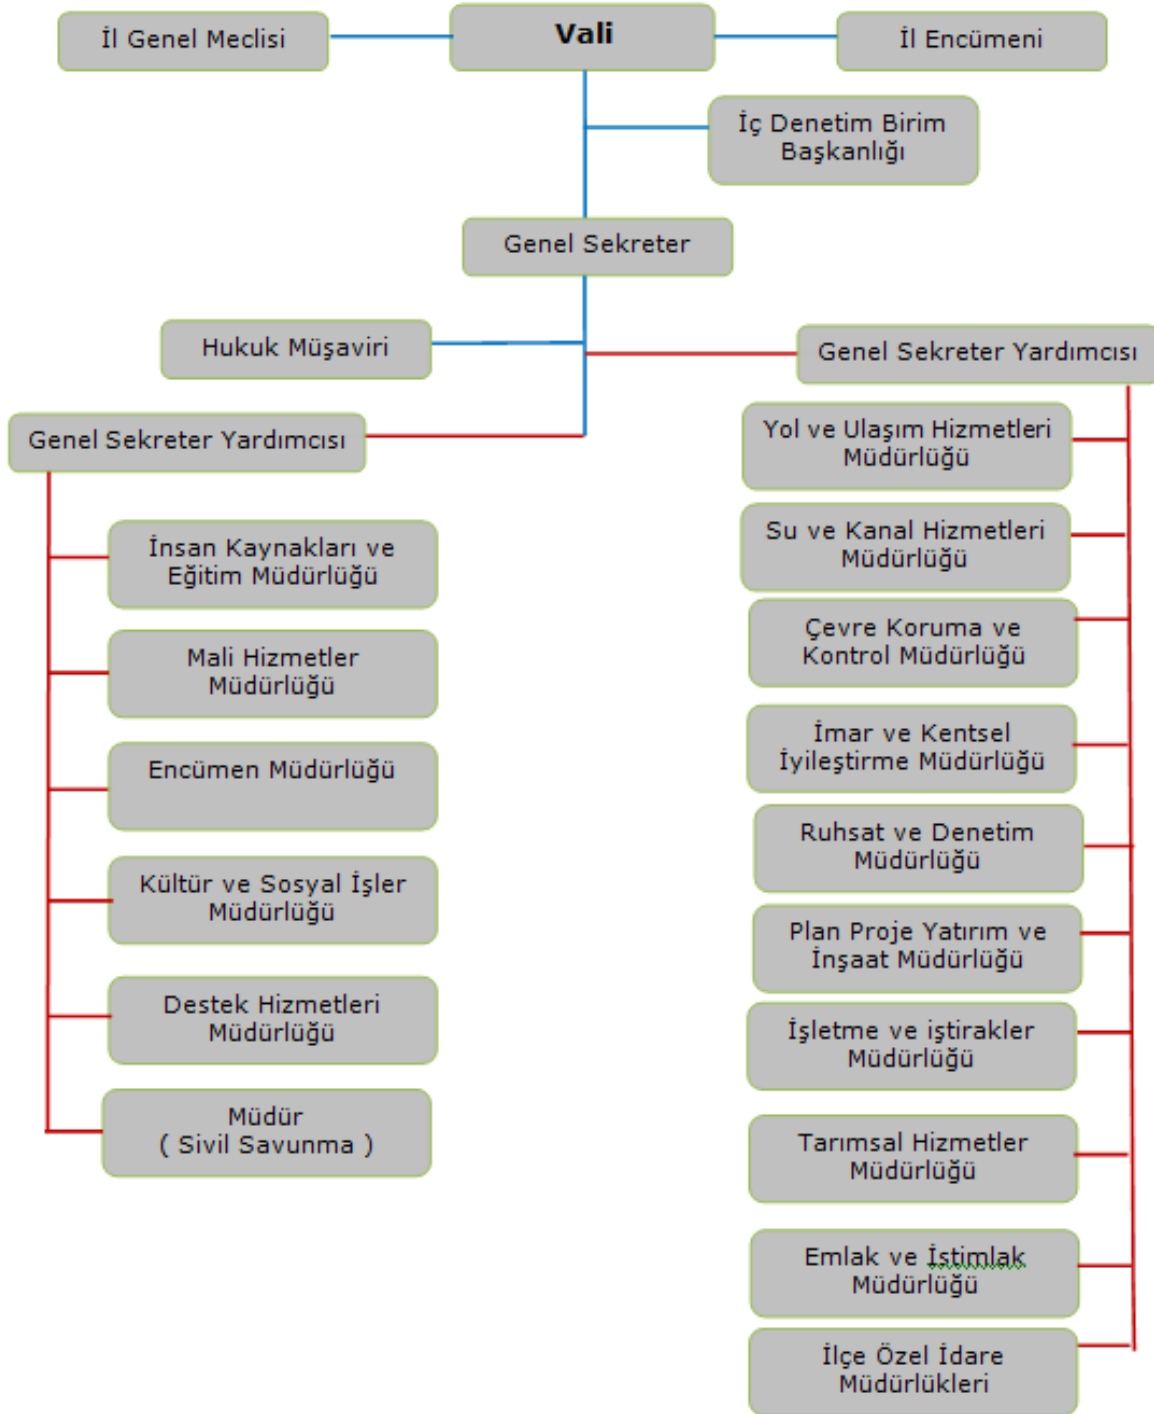 İl Genel Meclisi
Vali
İl Encümeni
İç Denetim Birim
Başkanlığı
Genel Sekreter
Hukuk Müşaviri
Genel Sekreter Yardımcısı
Genel Sekreter Yardımcısı
İnsan Kaynakları ve
Eğitim Müdürlüğü
Mali Hizmetler
Müdürlüğü
Encümen Müdürlüğü
Kültür ve Sosyal İşler
Müdürlüğü
Destek Hizmetleri
Müdürlüğü
Müdür
( Sivil Savunma )
Yol ve Ulaşım Hizmetleri
Müdürlüğü
Su ve Kanal Hizmetleri
Müdürlüğü
Çevre Koruma ve
Kontrol Müdürlüğü
İmar ve Kentsel
İyileştirme Müdürlüğü
Ruhsat ve Denetim
Müdürlüğü
Plan Proje Yatırım ve
İnşaat Müdürlüğü
İşletme ve iştirakler
Müdürlüğü
Tarımsal Hizmetler
Müdürlüğü
Emlak ve İstimlak
Müdürlüğü
İlçe Özel İdare
Müdürlükleri